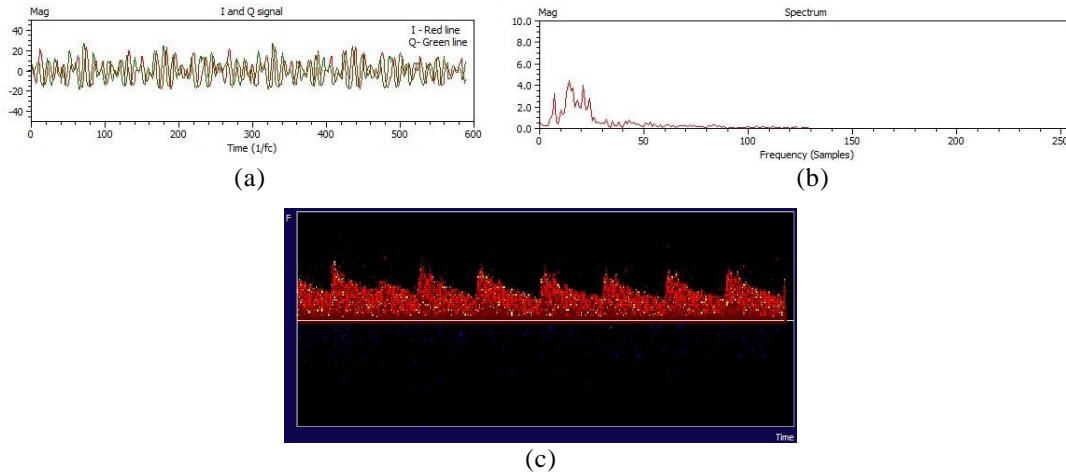 Mag
I and Q signal
I - Red line
Q- Green line
40
20
0
-20
-40
0 100 200 300 400 500 600
Time (1/fc)
(a)
Mag
Spectrum
10.0
8.0
6.0
4.0
2.0
0.0
0 50 100 150 200 250
Frequency (Samples)
(b)
F
Time
(c)